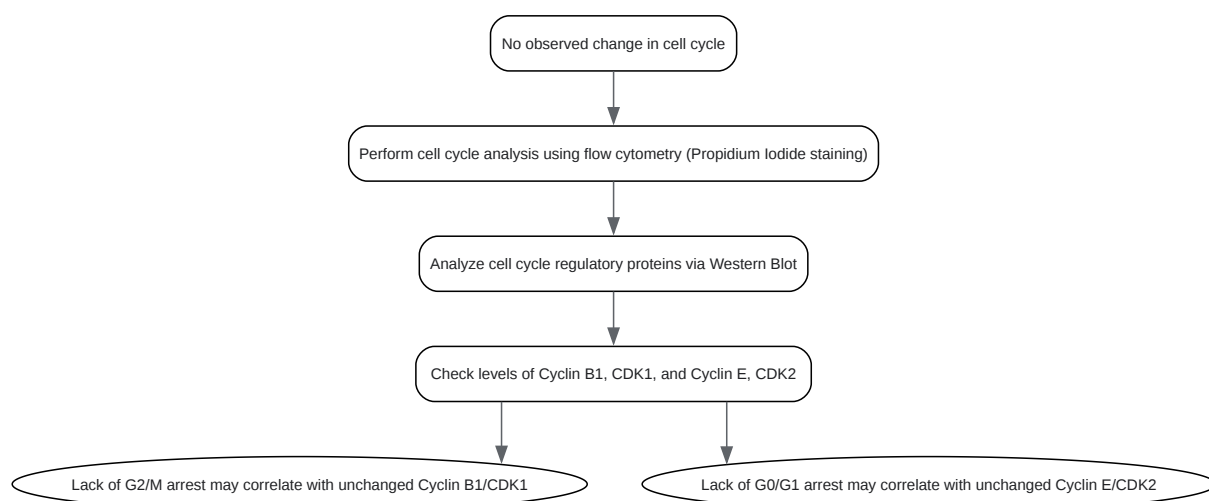 No observed change in cell cycle
Perform cell cycle analysis using flow cytometry (Propidium Iodide staining)
Analyze cell cycle regulatory proteins via Western Blot
Check levels of Cyclin B1, CDK1, and Cyclin E, CDK2
Lack of G2/M arrest may correlate with unchanged Cyclin B1/CDK1
Lack of G0/G1 arrest may correlate with unchanged Cyclin E/CDK2